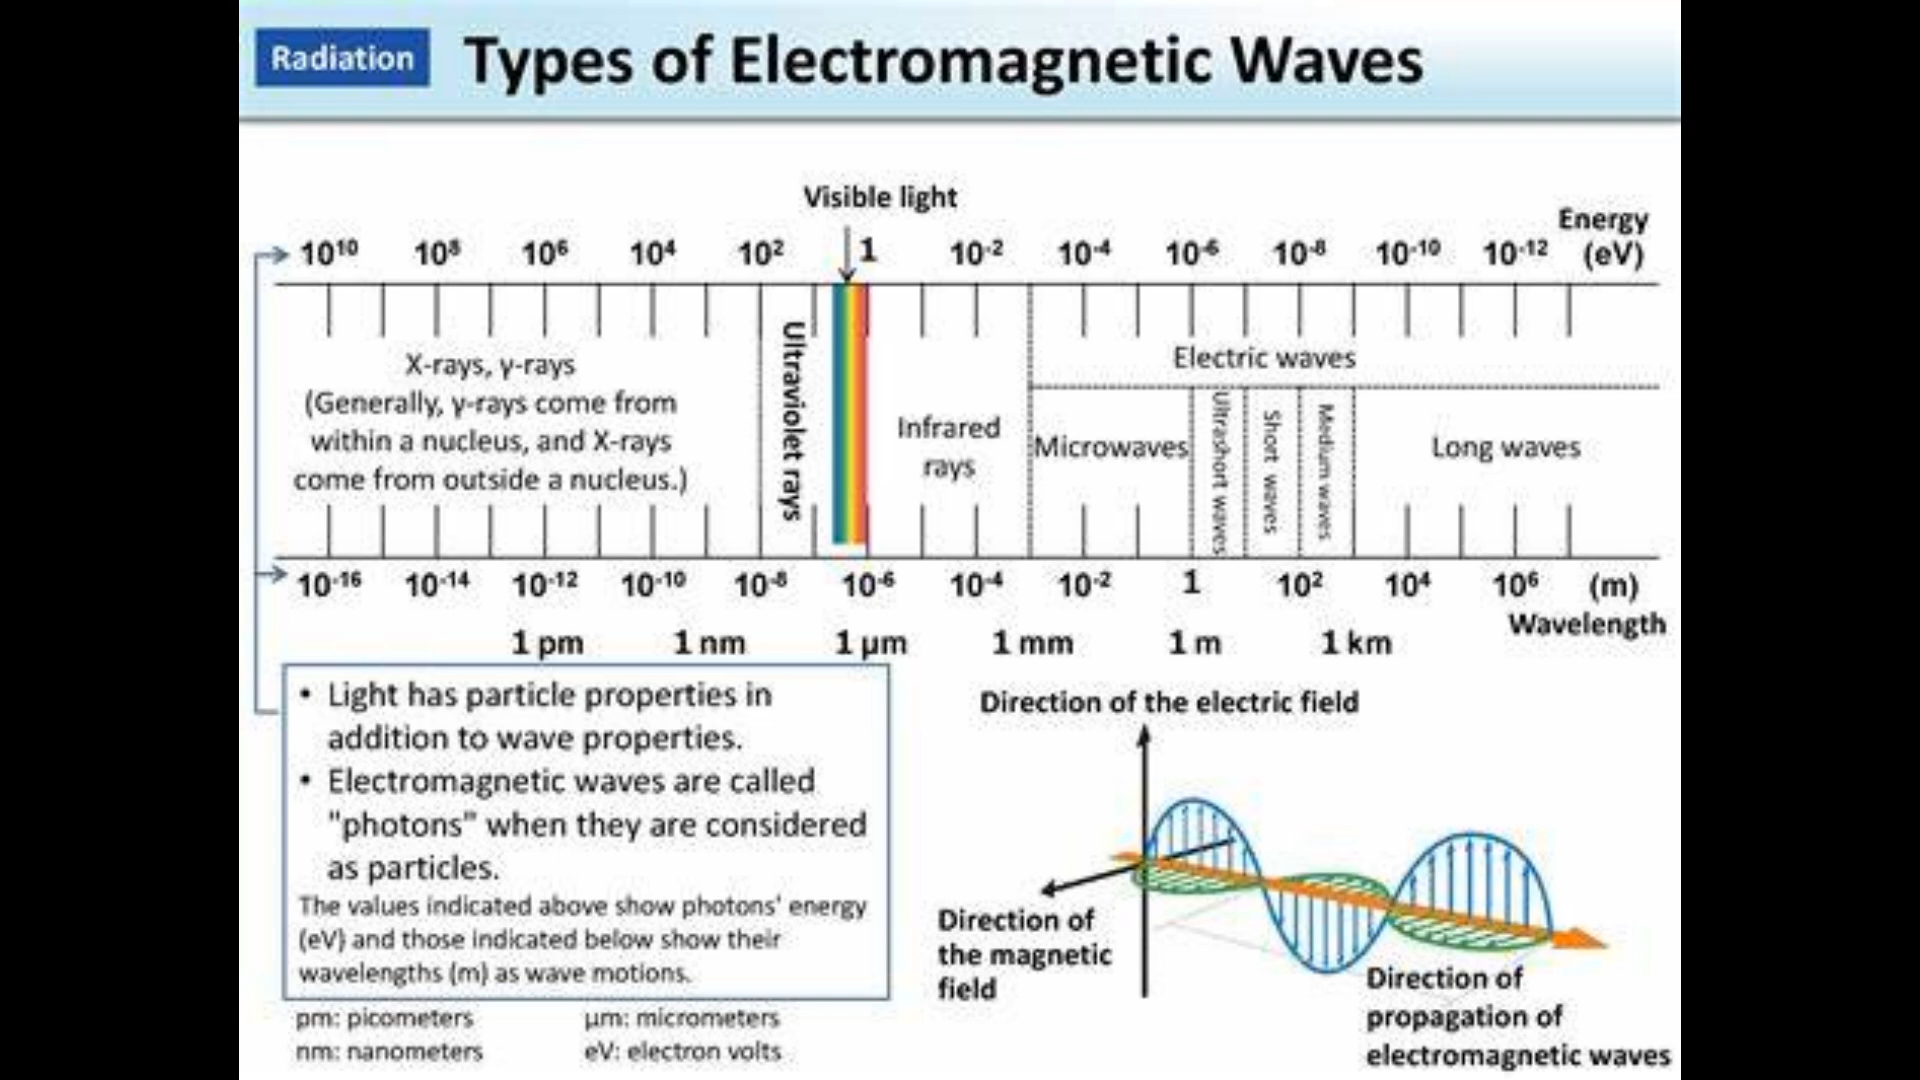 Radiation
Types of Electromagnetic Waves
Visible light
Energy
10¹⁰ 10⁸ 10⁶ 10⁴ 10² 1 10⁻² 10⁻⁴ 10⁻⁶ 10⁻⁸ 10⁻¹⁰ 10⁻¹² (eV)
X-rays, γ-rays
(Generally, γ-rays come from
within a nucleus, and X-rays
come from outside a nucleus.)
Ultraviolet rays
Infrared
rays
Electric waves
Microwaves
Ultrashort waves
Short waves
Medium waves
Long waves
10⁻¹⁶ 10⁻¹⁴ 10⁻¹² 10⁻¹⁰ 10⁻⁸ 10⁻⁶ 10⁻⁴ 10⁻² 1 10² 10⁴ 10⁶ (m)
Wavelength
1 pm 1 nm 1 μm 1 mm 1 m 1 km
• Light has particle properties in
addition to wave properties.
• Electromagnetic waves are called
"photons" when they are considered
as particles.
The values indicated above show photons' energy
(eV) and those indicated below show their
wavelengths (m) as wave motions.
pm: picometers μm: micrometers
nm: nanometers eV: electron volts
Direction of the electric field
Direction of
the magnetic
field
Direction of
propagation of
electromagnetic waves